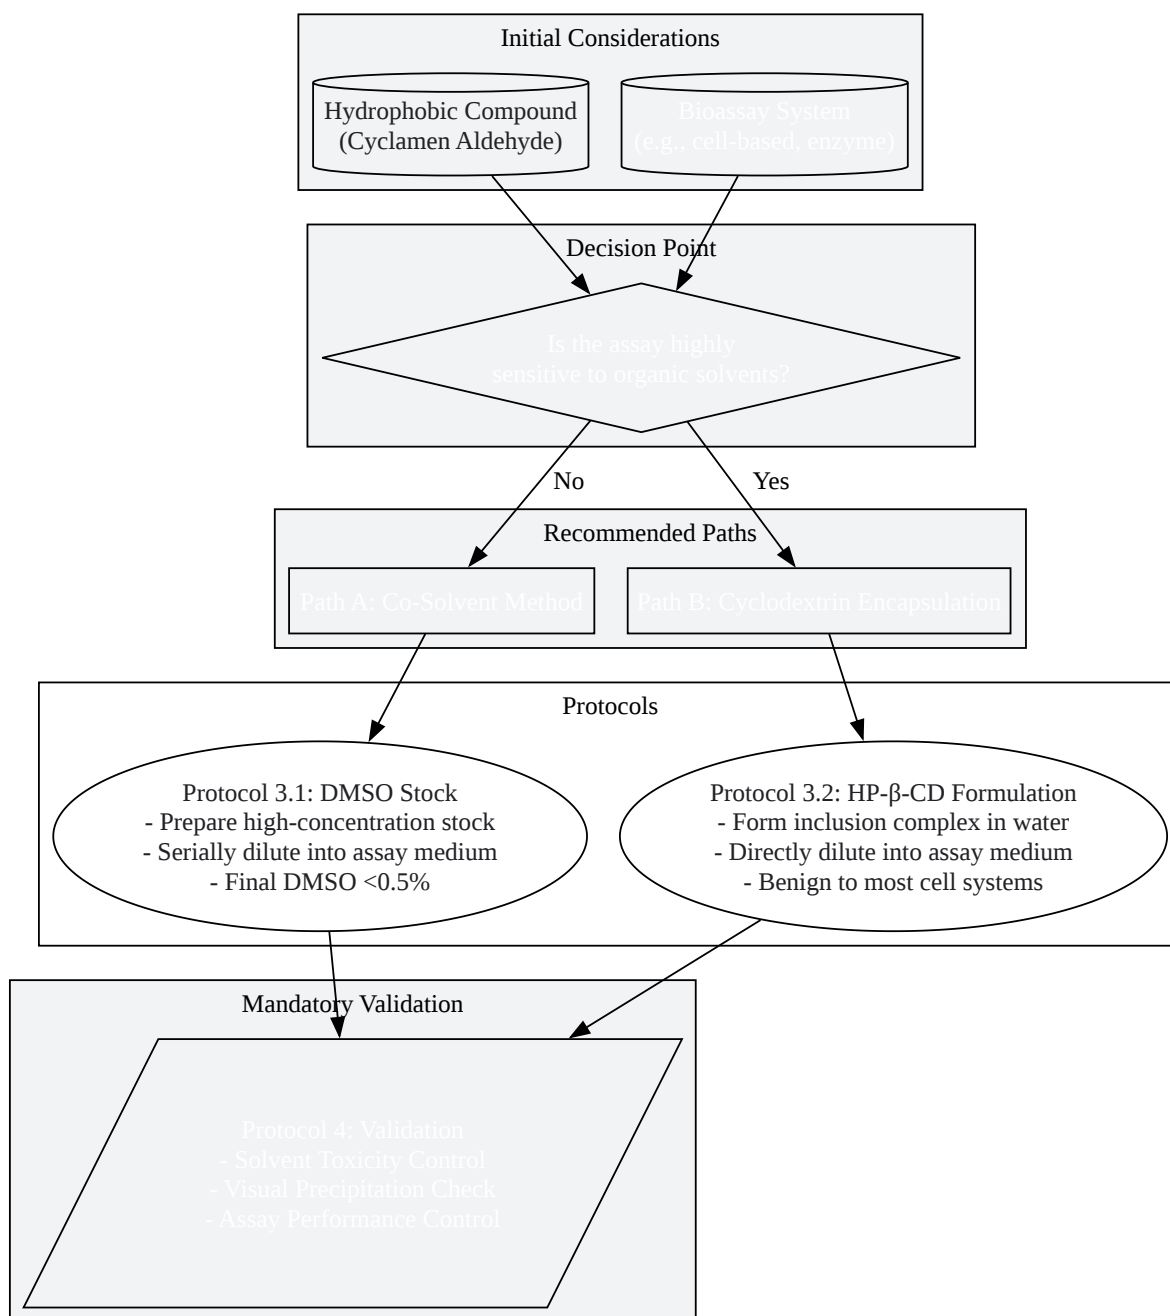 Initial Considerations
Hydrophobic Compound
(Cyclamen Aldehyde)
Bioassay System
(e.g., cell-based, enzyme)
Decision Point
Is the assay highly
sensitive to organic solvents?
No
Yes
Recommended Paths
Path A: Co-Solvent Method
Path B: Cyclodextrin Encapsulation
Protocols
Protocol 3.1: DMSO Stock
- Prepare high-concentration stock
- Serially dilute into assay medium
- Final DMSO <0.5%
Protocol 3.2: HP-β-CD Formulation
- Form inclusion complex in water
- Directly dilute into assay medium
- Benign to most cell systems
Mandatory Validation
Protocol 4: Validation
- Solvent Toxicity Control
- Visual Precipitation Check
- Assay Performance Control